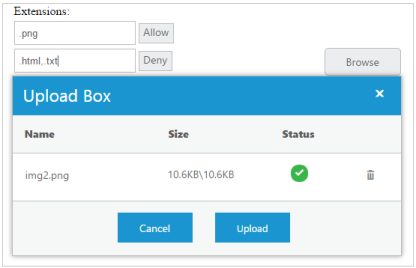 Extensions:
.png Allow
.html,.txt Deny Browse
Upload Box ×
Name Size Status
img2.png 10.6KB\10.6KB
Cancel Upload